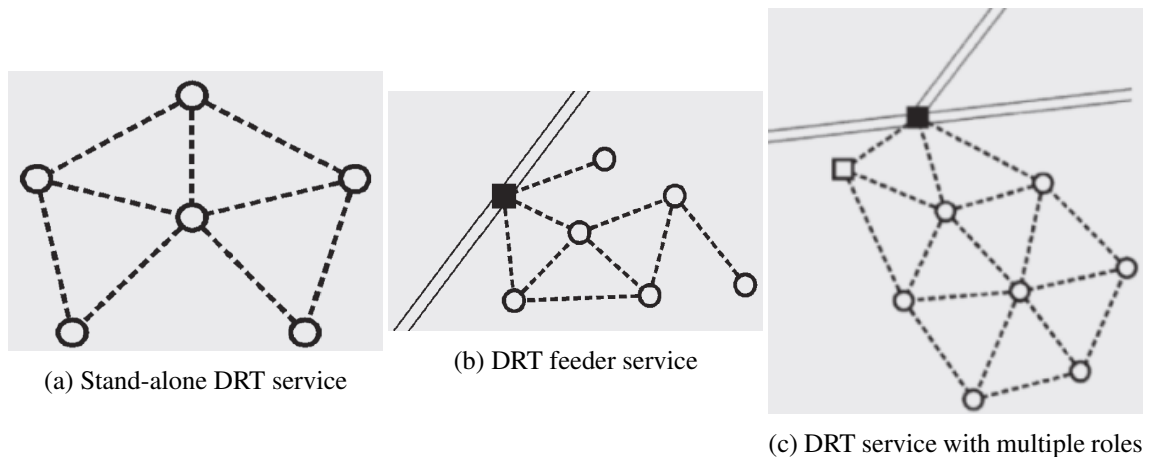 (a) Stand-alone DRT service
(b) DRT feeder service
(c) DRT service with multiple roles